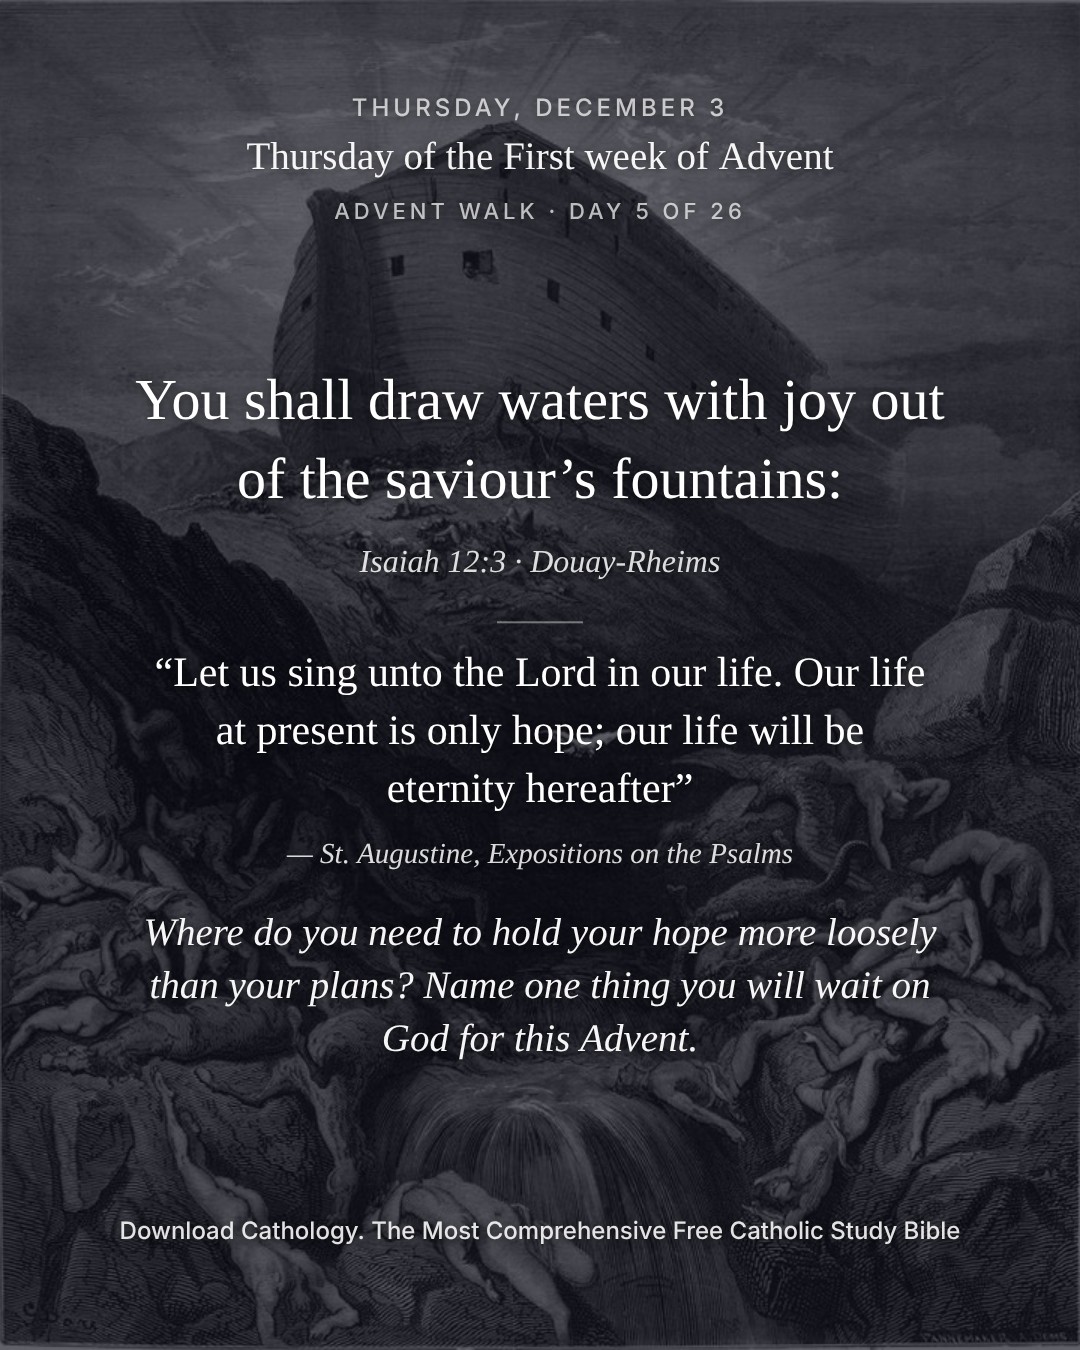 THURSDAY, DECEMBER 3
Thursday of the First week of Advent
ADVENT WALK · DAY 5 OF 26
You shall draw waters with joy out
of the saviour’s fountains:
Isaiah 12:3 · Douay-Rheims
“Let us sing unto the Lord in our life. Our life
at present is only hope; our life will be
eternity hereafter”
— St. Augustine, Expositions on the Psalms
Where do you need to hold your hope more loosely
than your plans? Name one thing you will wait on
God for this Advent.
Download Cathology. The Most Comprehensive Free Catholic Study Bible